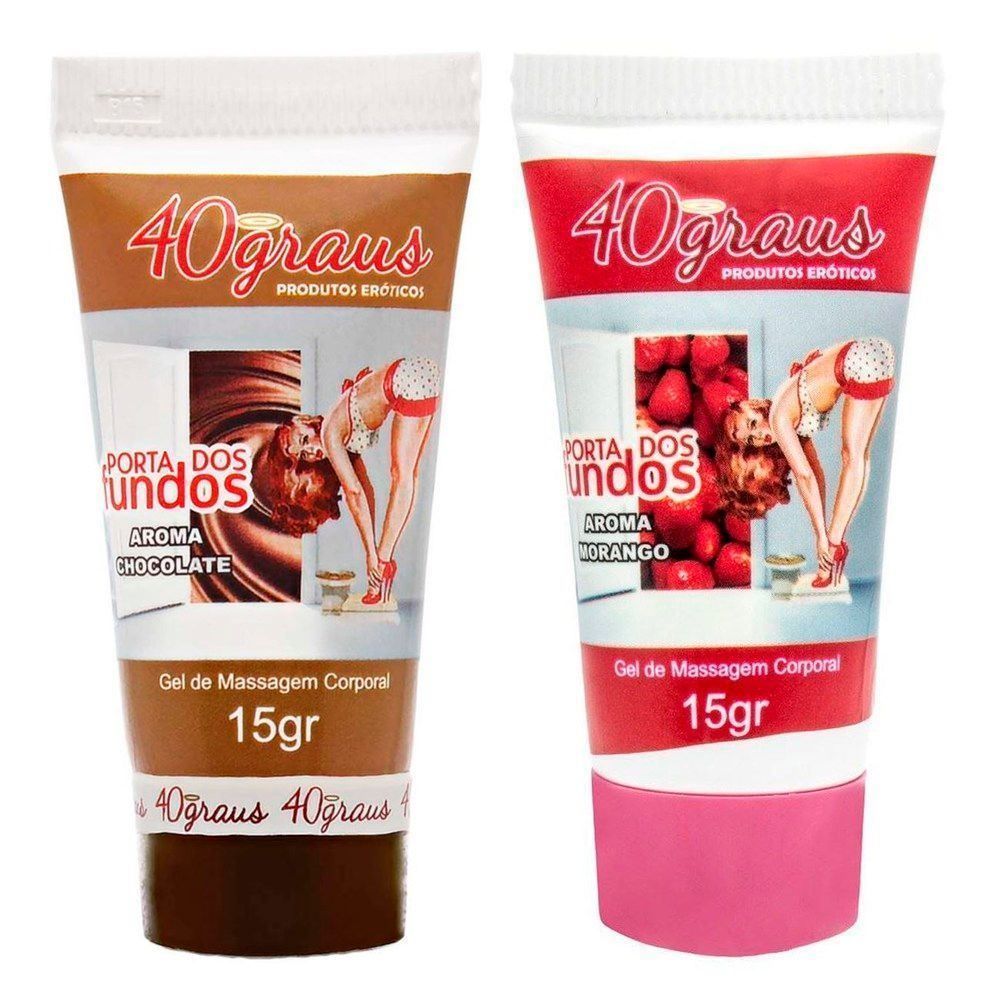 40graus
PRODUTOS ERÓTICOS
PORTA DOS
fundos
AROMA
CHOCOLATE
Gel de Massagem Corporal
15gr
40graus 40graus
40graus
PRODUTOS ERÓTICOS
PORTA DOS
fundos
AROMA
MORANGO
Gel de Massagem Corporal
15gr